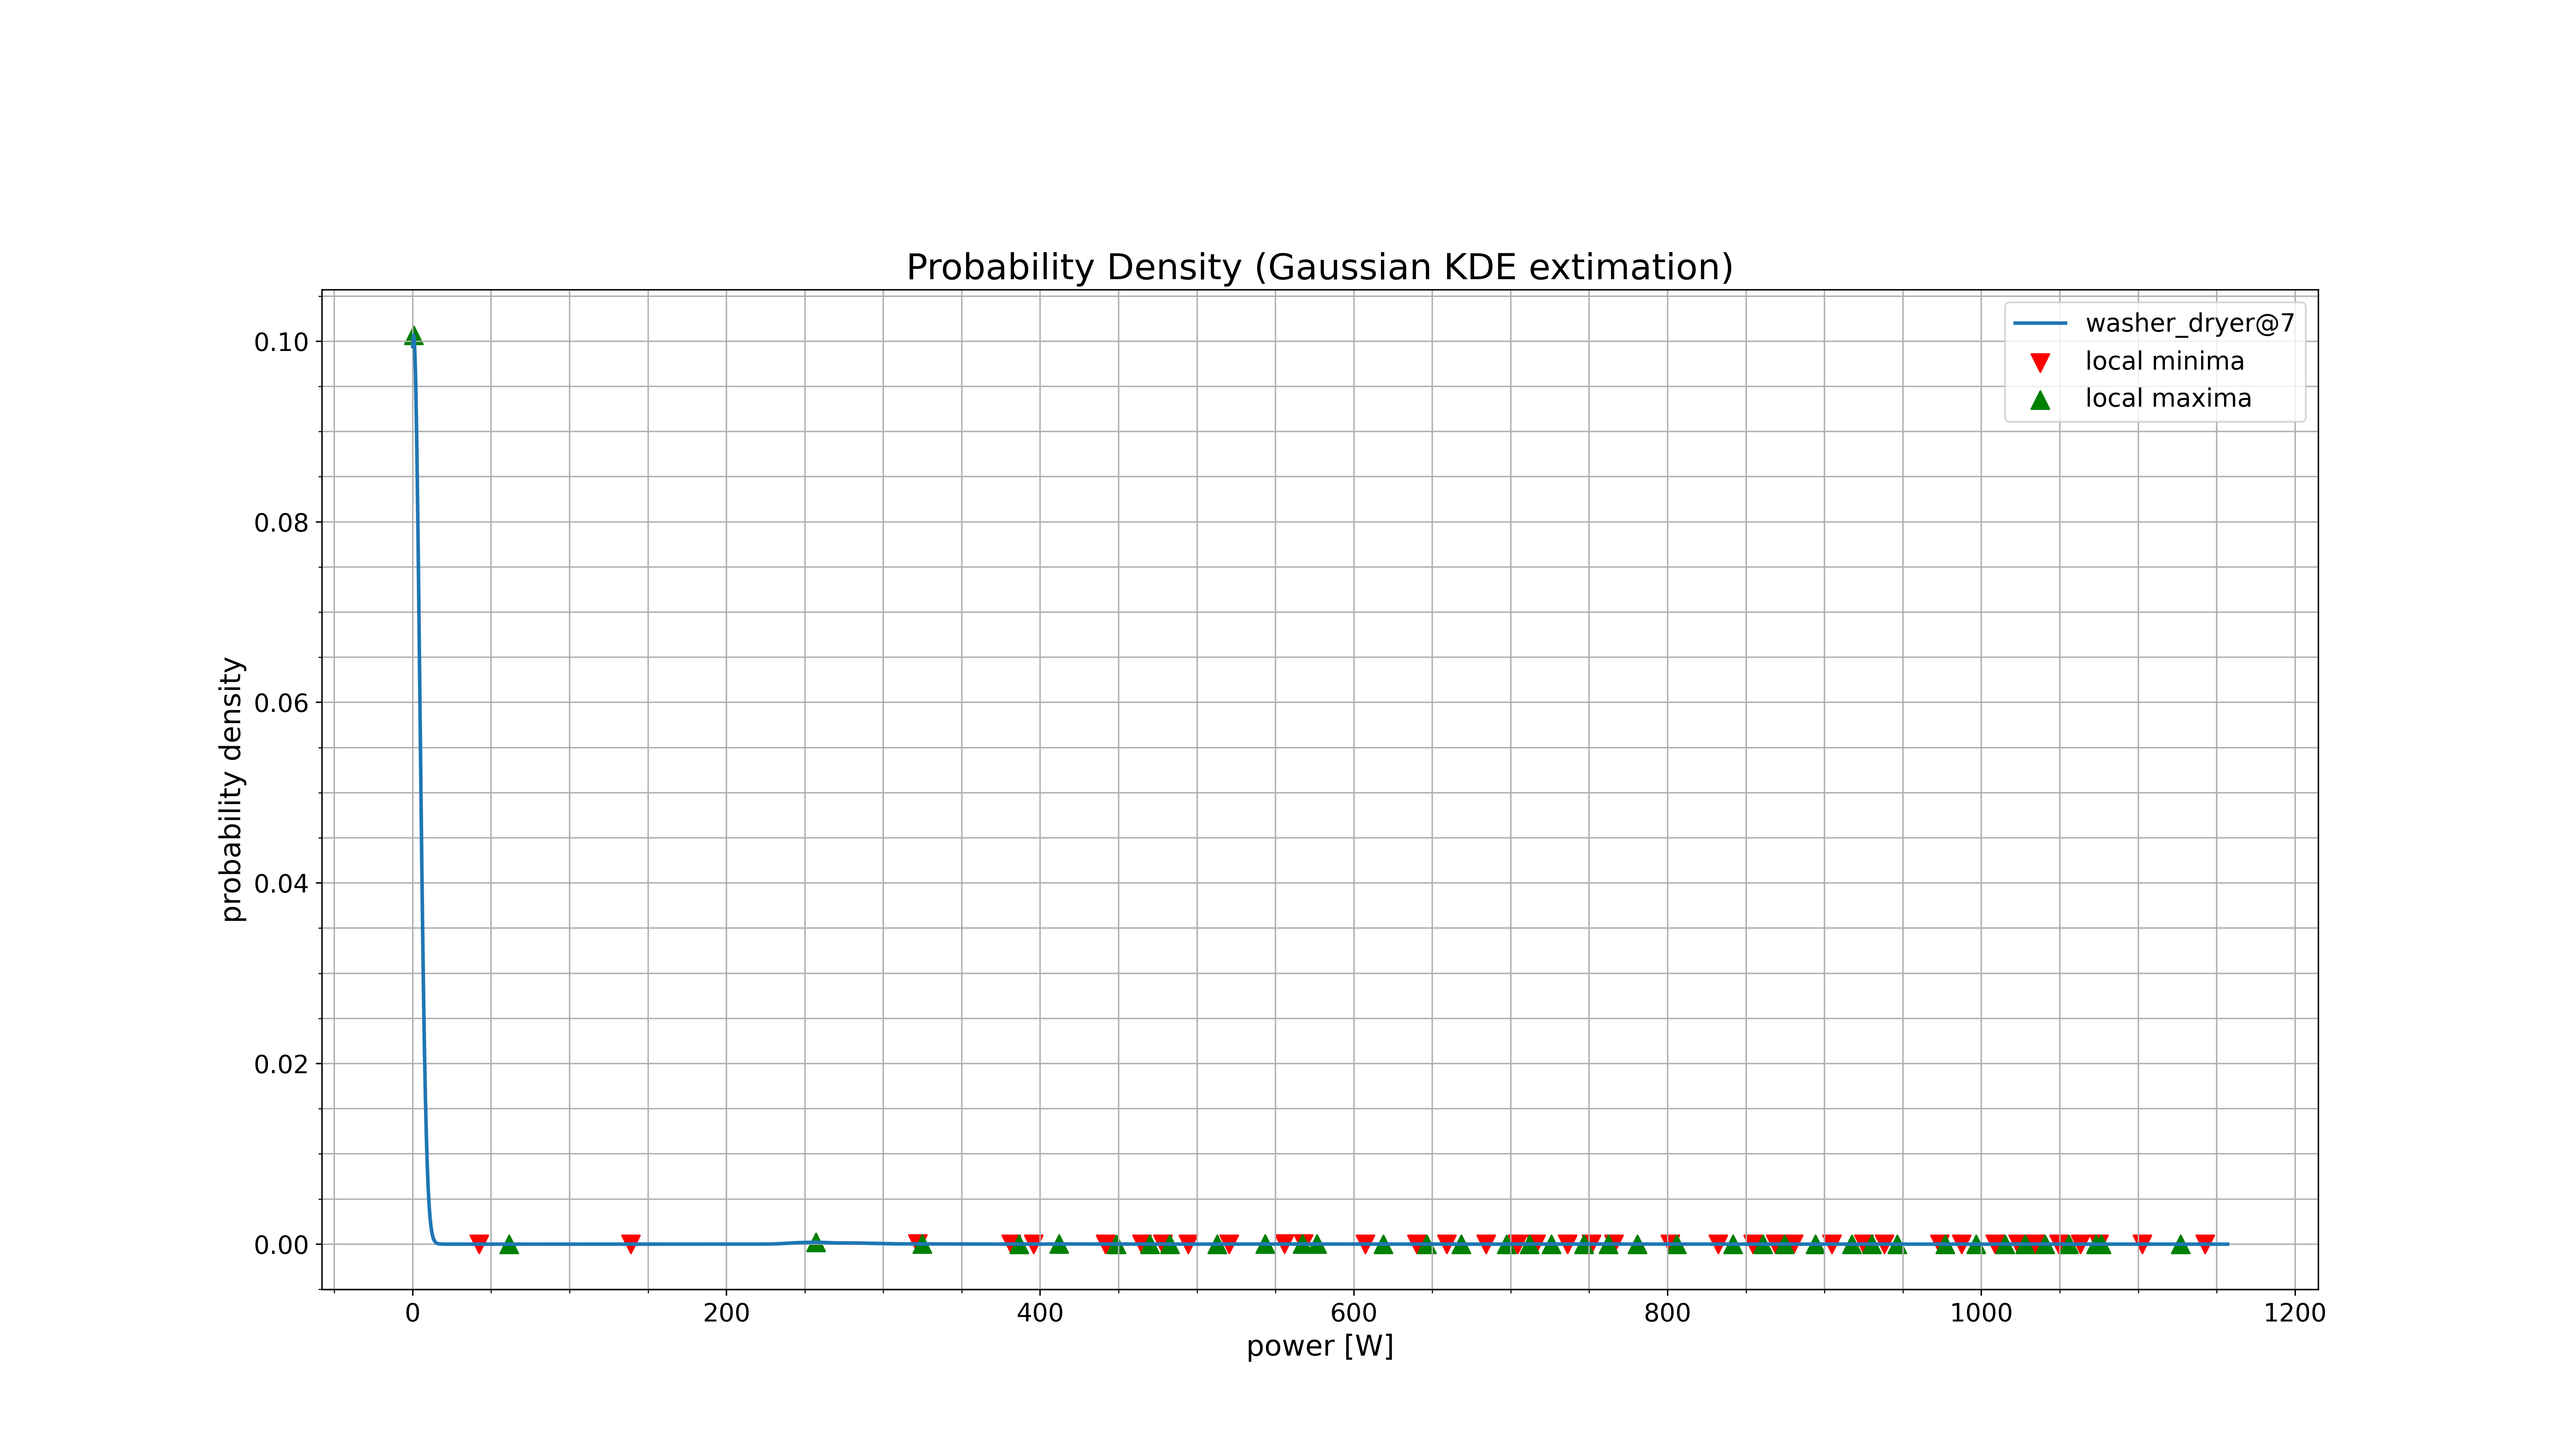 Probability Density (Gaussian KDE extimation)
washer_dryer@7
local minima
local maxima
0.10
0.08
0.06
0.04
0.02
0.00
probability density
0 200 400 600 800 1000 1200
power [W]